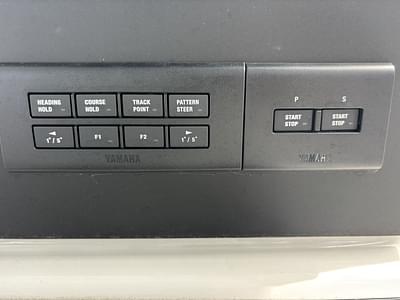 HEADING HOLD
COURSE HOLD
TRACK POINT
PATTERN STEER
◄ 1°/5°
F1
F2
► 1°/5°
YAMAHA
P S
START STOP
START STOP
YAMAHA